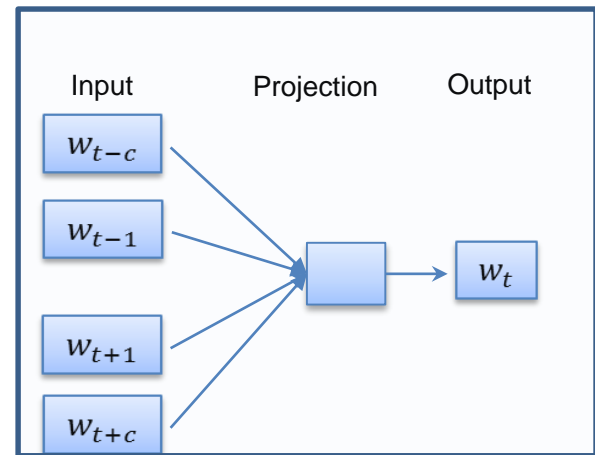 Input Projection Output
w_{t-c}
w_{t-1}
w_t
w_{t+1}
w_{t+c}